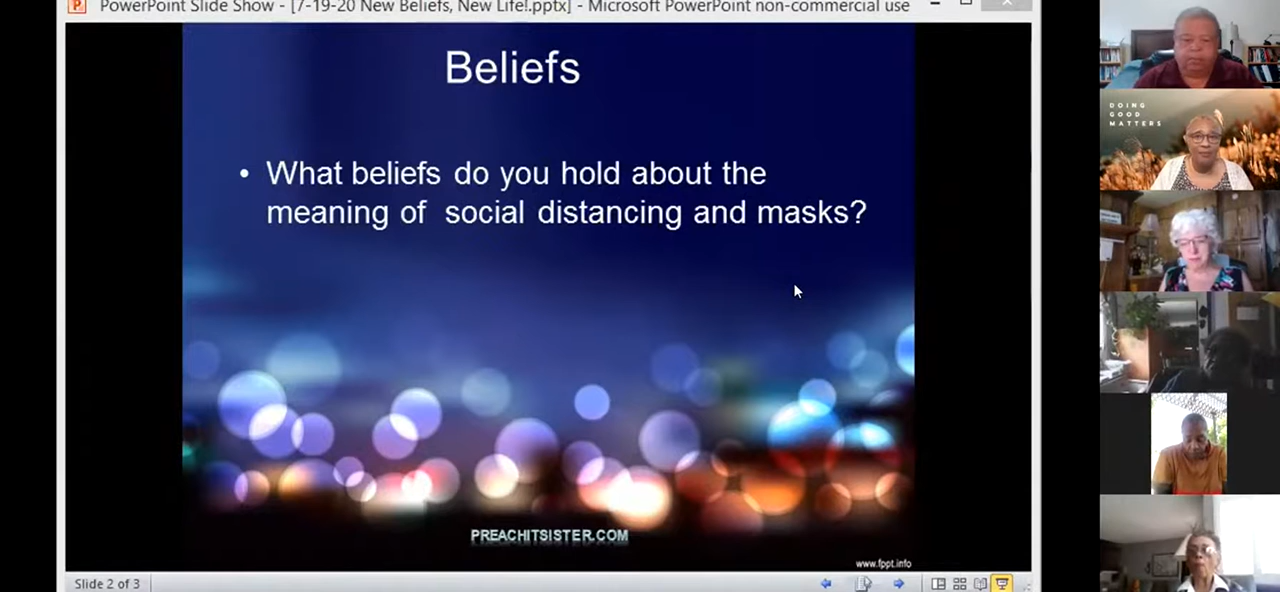 PowerPoint Slide Show - [7-19-20 New Beliefs, New Life!.pptx] - Microsoft PowerPoint non-commercial use
Beliefs
• What beliefs do you hold about the
meaning of social distancing and masks?
PREACHITSISTER.COM
www.fppt.info
Slide 2 of 3
DOING
GOOD
MATTERS